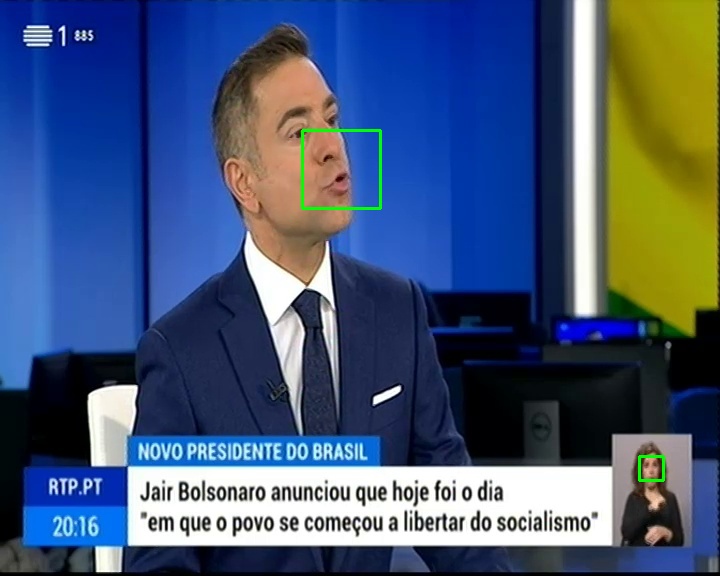 1 885
NOVO PRESIDENTE DO BRASIL
RTP.PT
Jair Bolsonaro anunciou que hoje foi o dia
20:16
"em que o povo se começou a libertar do socialismo"
DELL